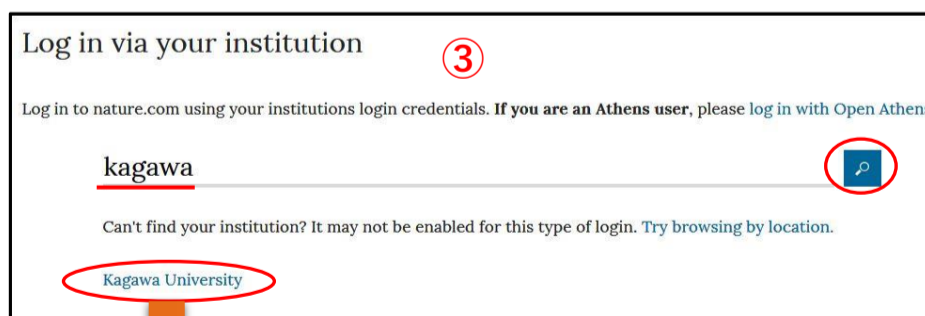 Log in via your institution
③
Log in to nature.com using your institutions login credentials. If you are an Athens user, please log in with Open Athens
kagawa
Can't find your institution? It may not be enabled for this type of login. Try browsing by location.
Kagawa University